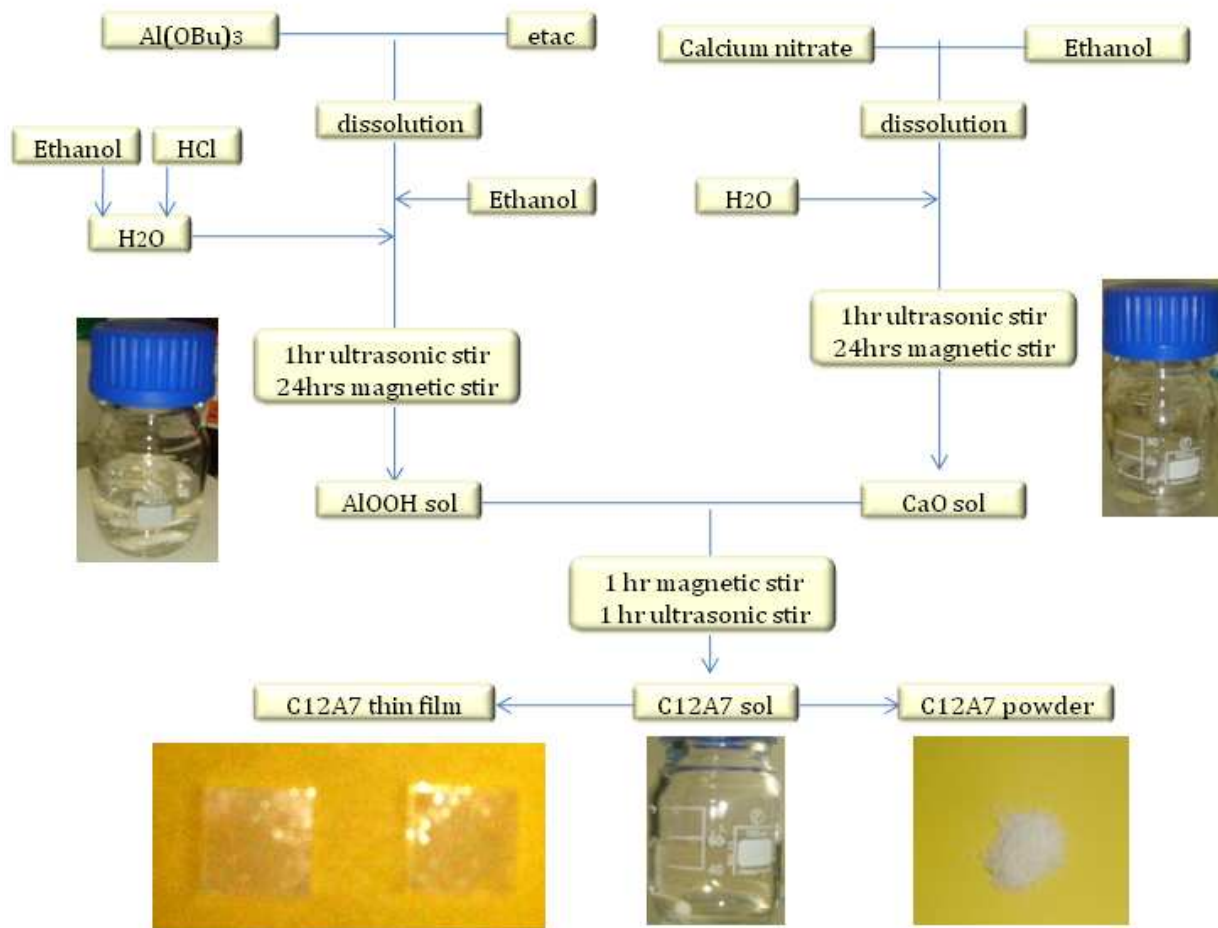 Al(OBu)3
etac
Calcium nitrate
Ethanol
dissolution
dissolution
Ethanol
HCl
Ethanol
H2O
H2O
1hr ultrasonic stir
24hrs magnetic stir
1hr ultrasonic stir
24hrs magnetic stir
AlOOH sol
CaO sol
1 hr magnetic stir
1 hr ultrasonic stir
C12A7 thin film
C12A7 sol
C12A7 powder